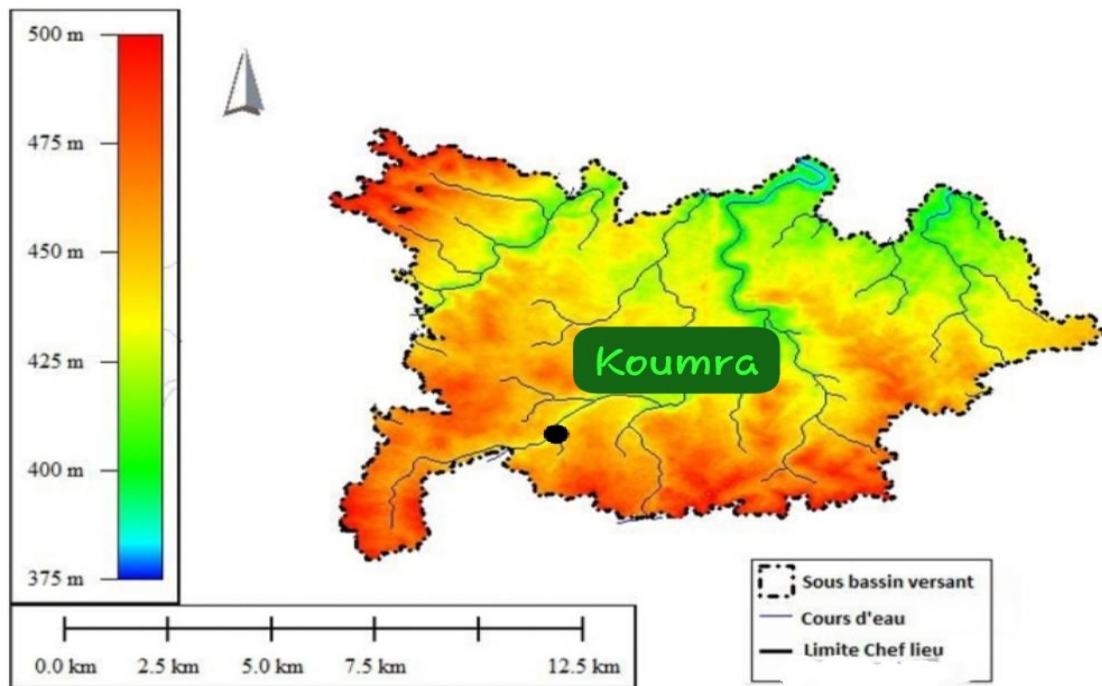 500 m
475 m
450 m
425 m
400 m
375 m
Koumra
Sous bassin versant
Cours d'eau
Limite Chef lieu
0.0 km 2.5 km 5.0 km 7.5 km 12.5 km